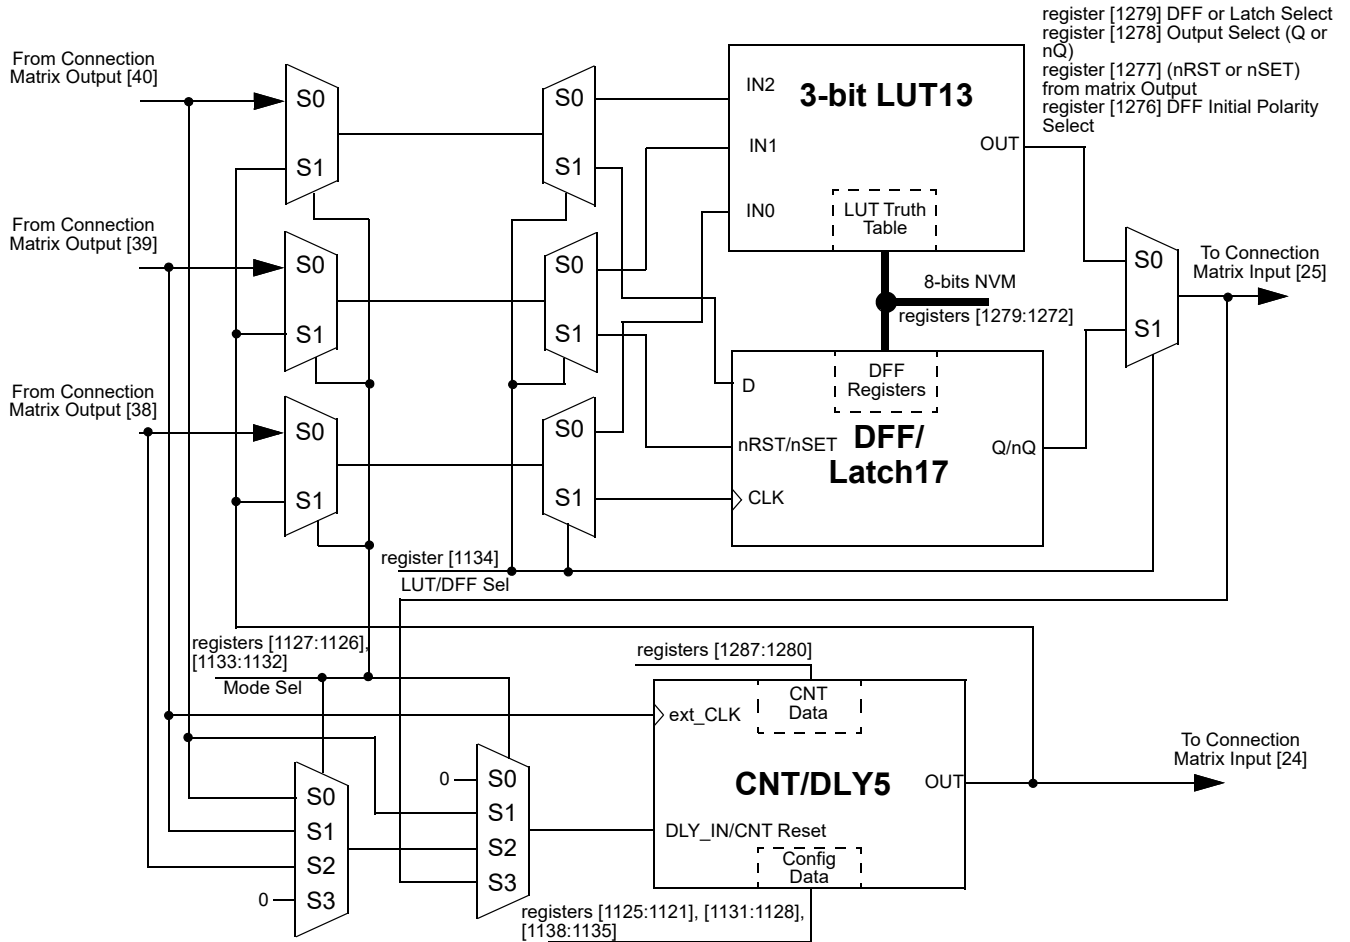 register [1279] DFF or Latch Select
register [1278] Output Select (Q or
nQ)
register [1277] (nRST or nSET)
from matrix Output
register [1276] DFF Initial Polarity
Select
From Connection
Matrix Output [40]
S0
S1
S0
S1
IN2
3-bit LUT13
IN1
OUT
IN0
LUT Truth
Table
From Connection
Matrix Output [39]
S0
S1
S0
S1
8-bits NVM
registers [1279:1272]
S0
S1
To Connection
Matrix Input [25]
From Connection
Matrix Output [38]
S0
S1
S0
S1
D
DFF
Registers
nRST/nSET
DFF/
Latch17
Q/nQ
CLK
register [1134]
LUT/DFF Sel
registers [1127:1126],
[1133:1132]
Mode Sel
registers [1287:1280]
CNT
Data
ext_CLK
CNT/DLY5
OUT
To Connection
Matrix Input [24]
DLY_IN/CNT Reset
Config
Data
S0
S1
S2
0
S3
0
S0
S1
S2
S3
registers [1125:1121], [1131:1128],
[1138:1135]